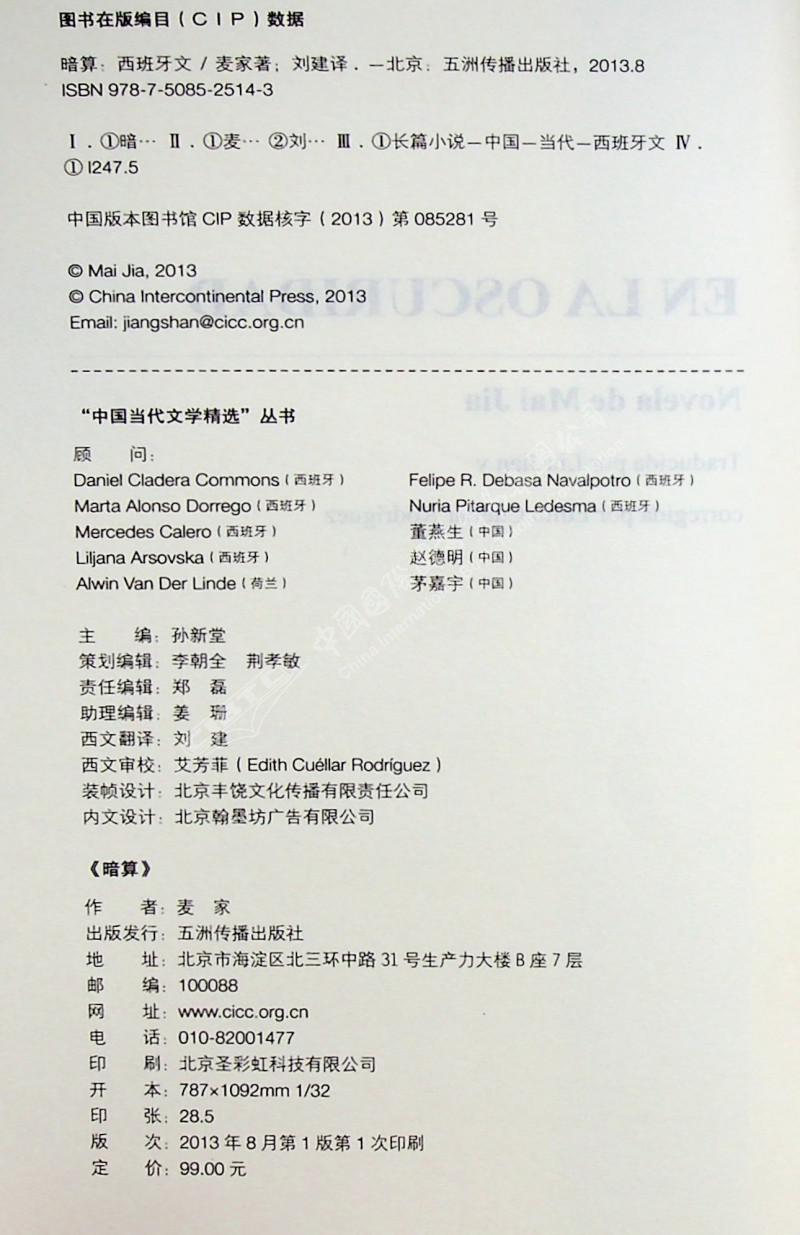 图书在版编目（CIP）数据
暗算：西班牙文 / 麦家著；刘建译．—北京：五洲传播出版社，2013.8
ISBN 978-7-5085-2514-3
Ⅰ．①暗… Ⅱ．①麦… ②刘… Ⅲ．①长篇小说－中国－当代－西班牙文 Ⅳ．
①I247.5
中国版本图书馆 CIP 数据核字（2013）第 085281 号
© Mai Jia, 2013
© China Intercontinental Press, 2013
Email: jiangshan@cicc.org.cn
EN LA OSCURIDAD
“中国当代文学精选”丛书
Novela de Mai Jia
顾 问：
Daniel Cladera Commons（西班牙） Felipe R. Debasa Navalpotro（西班牙）
Marta Alonso Dorrego（西班牙） Nuria Pitarque Ledesma（西班牙）
Mercedes Calero（西班牙） 董燕生（中国）
Liljana Arsovska（西班牙） 赵德明（中国）
Alwin Van Der Linde（荷兰） 茅嘉宇（中国）
主 编：孙新堂
策划编辑：李朝全 荆孝敏
责任编辑：郑 磊
助理编辑：姜 珊
西文翻译：刘 建
西文审校：艾芳菲（Edith Cuéllar Rodríguez）
装帧设计：北京丰饶文化传播有限责任公司
内文设计：北京翰墨坊广告有限公司
《暗算》
作 者：麦 家
出版发行：五洲传播出版社
地 址：北京市海淀区北三环中路 31 号生产力大楼 B 座 7 层
邮 编：100088
网 址：www.cicc.org.cn
电 话：010-82001477
印 刷：北京圣彩虹科技有限公司
开 本：787×1092mm 1/32
印 张：28.5
版 次：2013 年 8 月第 1 版第 1 次印刷
定 价：99.00 元